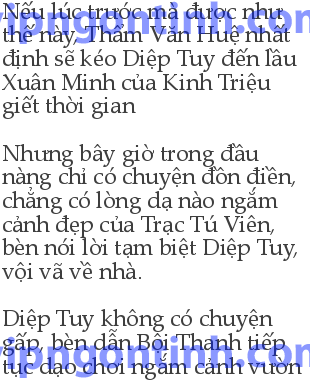 Nếu lúc trước mà được như
thế này, Thẩm Vân Huệ nhất
định sẽ kéo Diệp Tuy đến lầu
Xuân Minh của Kinh Triệu
giết thời gian
Nhưng bây giờ trong đầu
nàng chỉ có chuyện đồn điền,
chẳng có lòng dạ nào ngắm
cảnh đẹp của Trạc Tú Viên,
bèn nói lời tạm biệt Diệp Tuy,
vội vã về nhà.
Diệp Tuy không có chuyện
gấp, bèn dẫn Bội Thanh tiếp
tục dạo chơi ngắm cảnh vườn